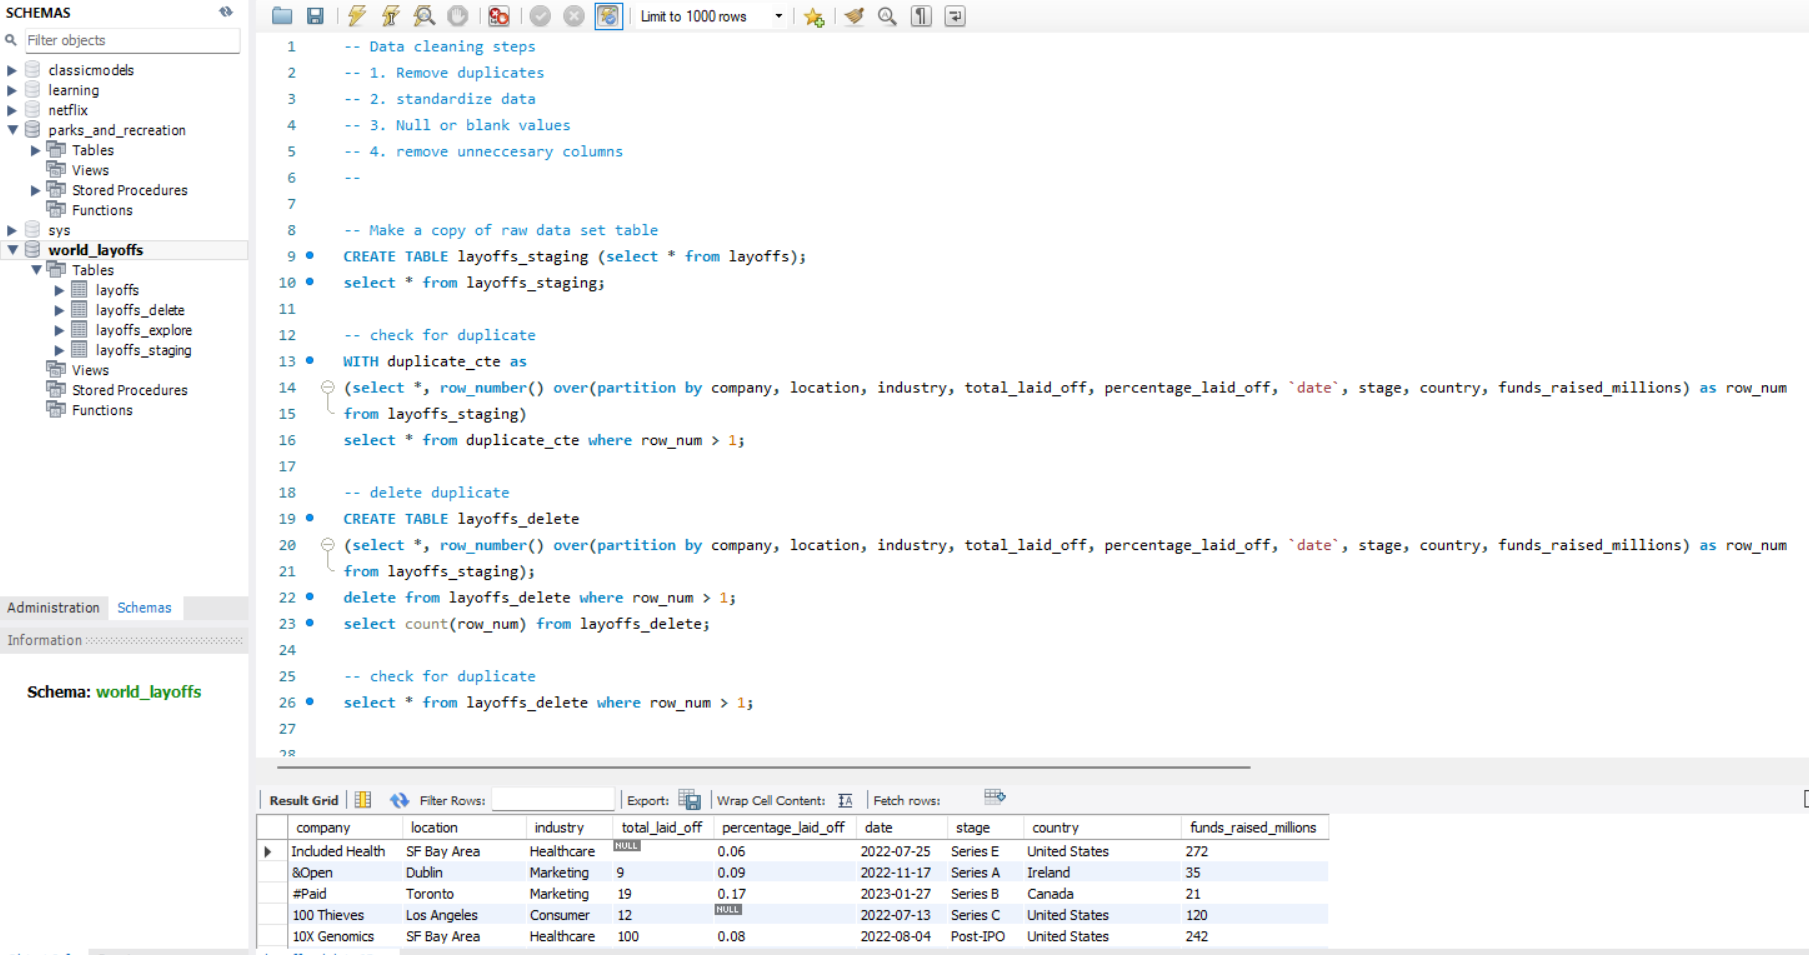 SCHEMAS
Filter objects
classicmodels
learning
netflix
parks_and_recreation
Tables
Views
Stored Procedures
Functions
sys
world_layoffs
Tables
layoffs
layoffs_delete
layoffs_explore
layoffs_staging
Views
Stored Procedures
Functions
Administration Schemas
Information
Schema: world_layoffs
Limit to 1000 rows
1 -- Data cleaning steps
2 -- 1. Remove duplicates
3 -- 2. standardize data
4 -- 3. Null or blank values
5 -- 4. remove unneccesary columns
6 --
7
8 -- Make a copy of raw data set table
9 CREATE TABLE layoffs_staging (select * from layoffs);
10 select * from layoffs_staging;
11
12 -- check for duplicate
13 WITH duplicate_cte as
14 (select *, row_number() over(partition by company, location, industry, total_laid_off, percentage_laid_off, `date`, stage, country, funds_raised_millions) as row_num
15 from layoffs_staging)
16 select * from duplicate_cte where row_num > 1;
17
18 -- delete duplicate
19 CREATE TABLE layoffs_delete
20 (select *, row_number() over(partition by company, location, industry, total_laid_off, percentage_laid_off, `date`, stage, country, funds_raised_millions) as row_num
21 from layoffs_staging);
22 delete from layoffs_delete where row_num > 1;
23 select count(row_num) from layoffs_delete;
24
25 -- check for duplicate
26 select * from layoffs_delete where row_num > 1;
27
28
Result Grid Filter Rows: Export: Wrap Cell Content: IA Fetch rows:
company location industry total_laid_off percentage_laid_off date stage country funds_raised_millions
Included Health SF Bay Area Healthcare NULL 0.06 2022-07-25 Series E United States 272
&Open Dublin Marketing 9 0.09 2022-11-17 Series A Ireland 35
#Paid Toronto Marketing 19 0.17 2023-01-27 Series B Canada 21
100 Thieves Los Angeles Consumer 12 NULL 2022-07-13 Series C United States 120
10X Genomics SF Bay Area Healthcare 100 0.08 2022-08-04 Post-IPO United States 242